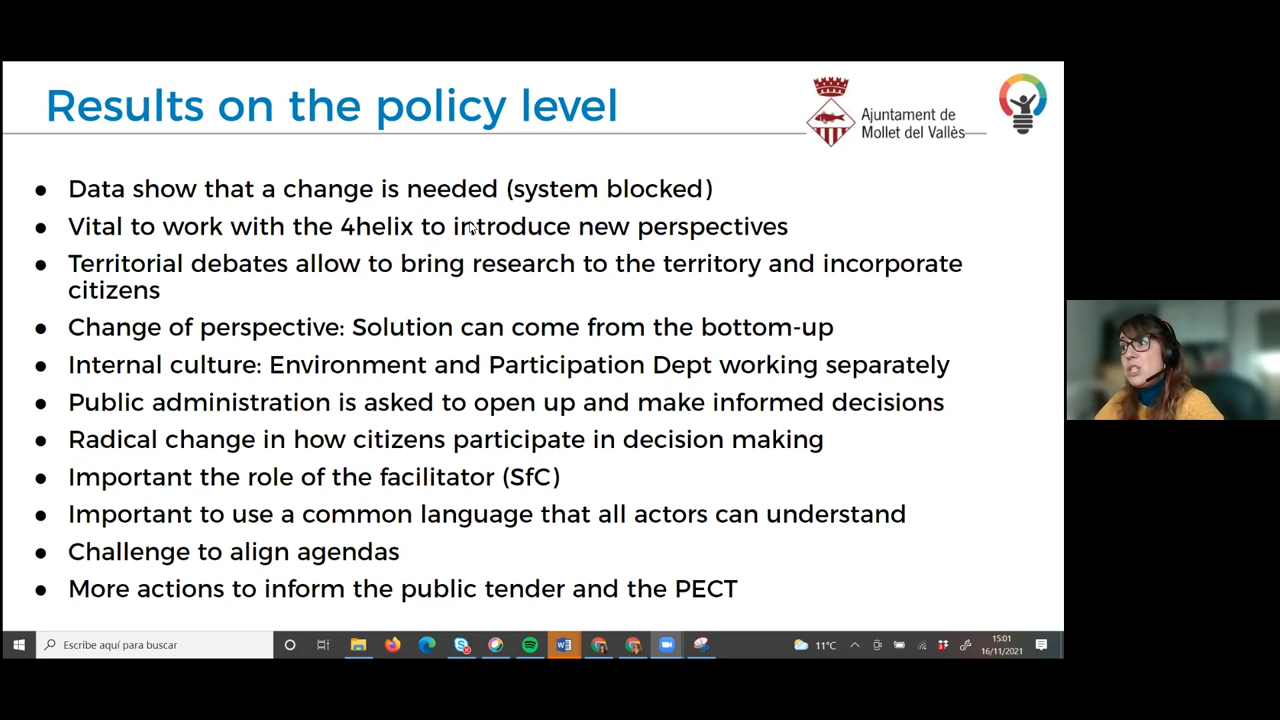 Results on the policy level
Ajuntament de
Mollet del Vallès
● Data show that a change is needed (system blocked)
● Vital to work with the 4helix to introduce new perspectives
● Territorial debates allow to bring research to the territory and incorporate
citizens
● Change of perspective: Solution can come from the bottom-up
● Internal culture: Environment and Participation Dept working separately
● Public administration is asked to open up and make informed decisions
● Radical change in how citizens participate in decision making
● Important the role of the facilitator (SfC)
● Important to use a common language that all actors can understand
● Challenge to align agendas
● More actions to inform the public tender and the PECT
Escribe aquí para buscar
11°C
15:01
16/11/2021